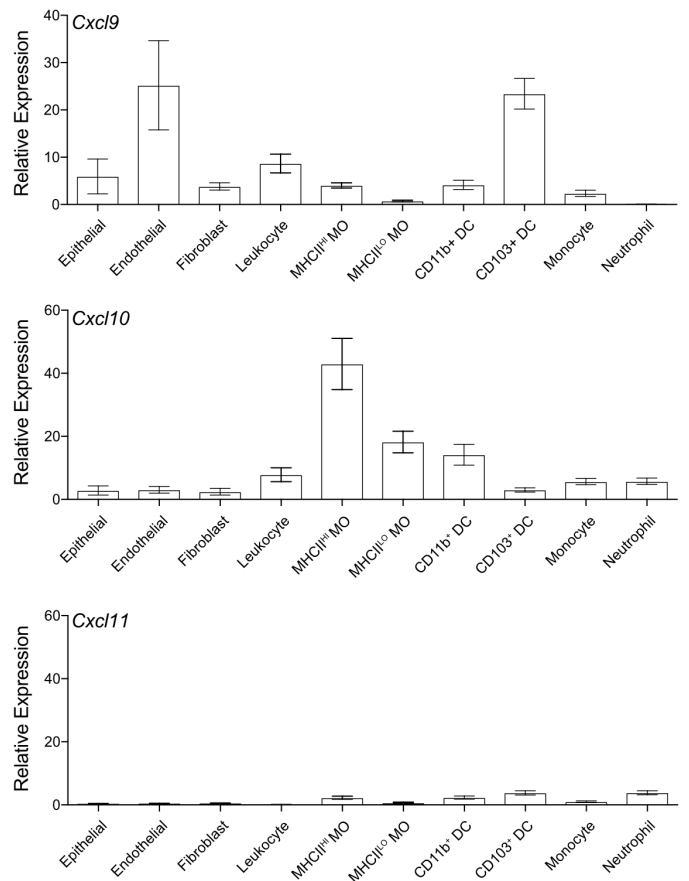 Cxcl9
Relative Expression
40
30
20
10
0
Epithelial
Endothelial
Fibroblast
Leukocyte
MHCIIᴴᴵ MO
MHCIIᴸᴼ MO
CD11b+ DC
CD103+ DC
Monocyte
Neutrophil
Cxcl10
Relative Expression
60
40
20
0
Epithelial
Endothelial
Fibroblast
Leukocyte
MHCIIᴴᴵ MO
MHCIIᴸᴼ MO
CD11b⁺ DC
CD103⁺ DC
Monocyte
Neutrophil
Cxcl11
Relative Expression
60
40
20
0
Epithelial
Endothelial
Fibroblast
Leukocyte
MHCIIᴴᴵ MO
MHCIIᴸᴼ MO
CD11b⁺ DC
CD103⁺ DC
Monocyte
Neutrophil